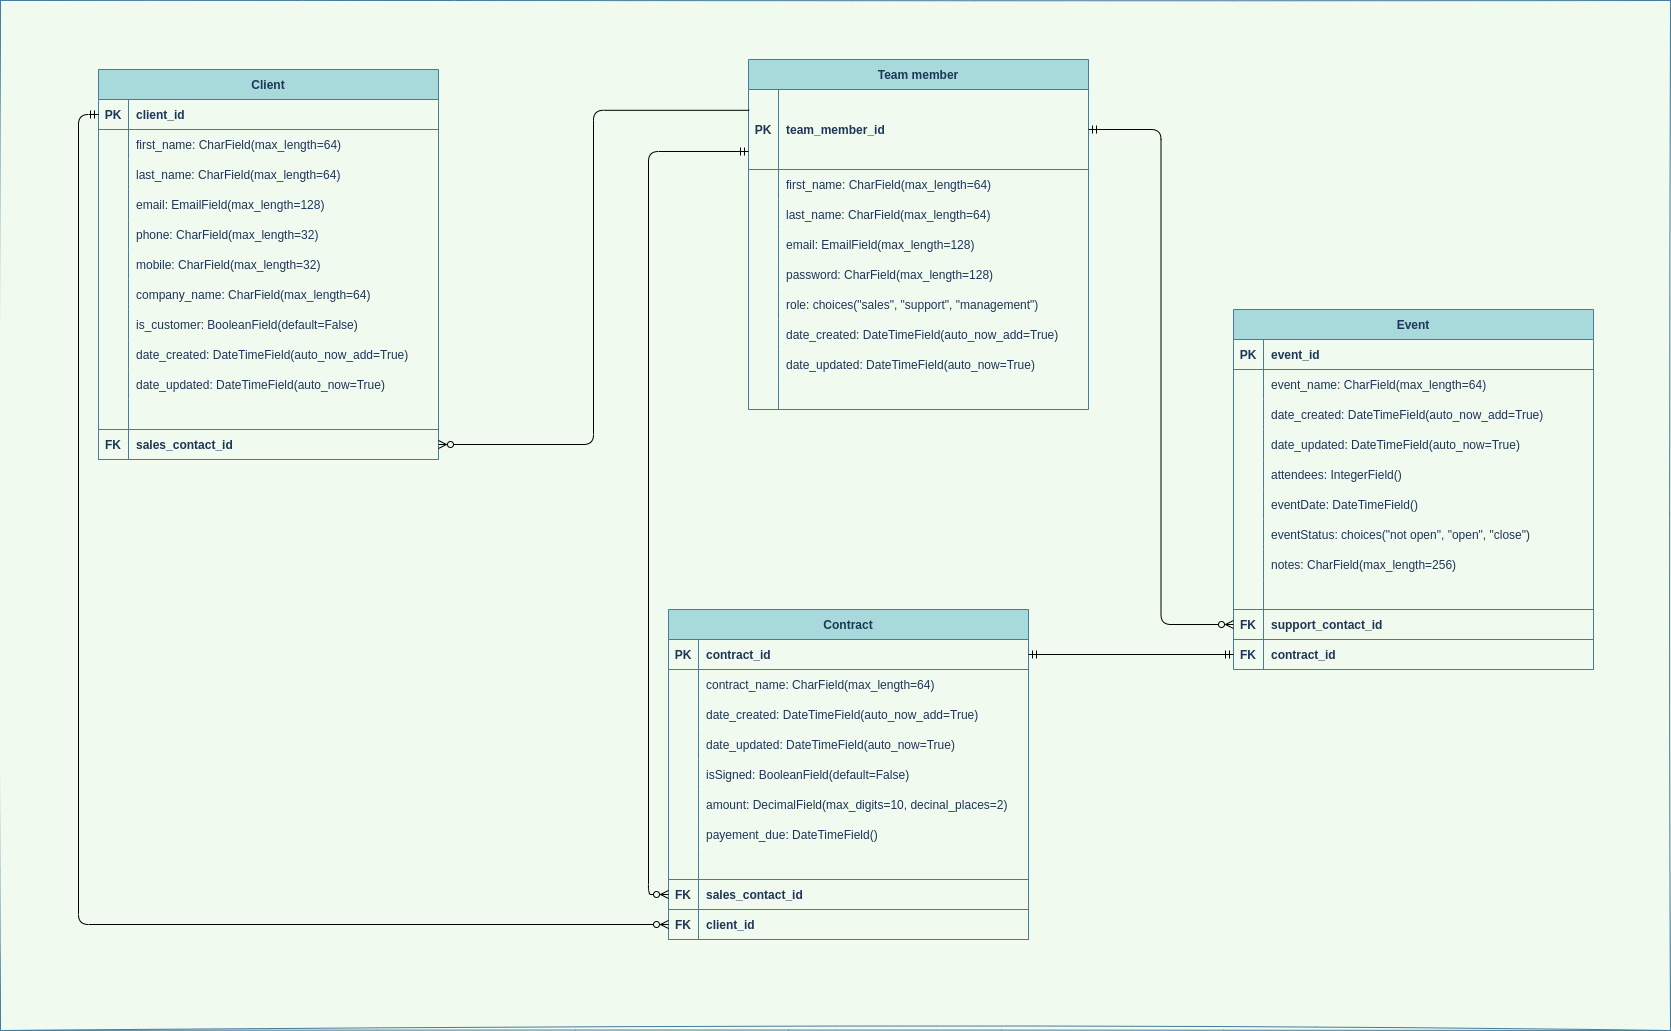 Client
PK client_id
first_name: CharField(max_length=64)
last_name: CharField(max_length=64)
email: EmailField(max_length=128)
phone: CharField(max_length=32)
mobile: CharField(max_length=32)
company_name: CharField(max_length=64)
is_customer: BooleanField(default=False)
date_created: DateTimeField(auto_now_add=True)
date_updated: DateTimeField(auto_now=True)
FK sales_contact_id
Team member
PK team_member_id
first_name: CharField(max_length=64)
last_name: CharField(max_length=64)
email: EmailField(max_length=128)
password: CharField(max_length=128)
role: choices("sales", "support", "management")
date_created: DateTimeField(auto_now_add=True)
date_updated: DateTimeField(auto_now=True)
Event
PK event_id
event_name: CharField(max_length=64)
date_created: DateTimeField(auto_now_add=True)
date_updated: DateTimeField(auto_now=True)
attendees: IntegerField()
eventDate: DateTimeField()
eventStatus: choices("not open", "open", "close")
notes: CharField(max_length=256)
FK support_contact_id
FK contract_id
Contract
PK contract_id
contract_name: CharField(max_length=64)
date_created: DateTimeField(auto_now_add=True)
date_updated: DateTimeField(auto_now=True)
isSigned: BooleanField(default=False)
amount: DecimalField(max_digits=10, decinal_places=2)
payement_due: DateTimeField()
FK sales_contact_id
FK client_id